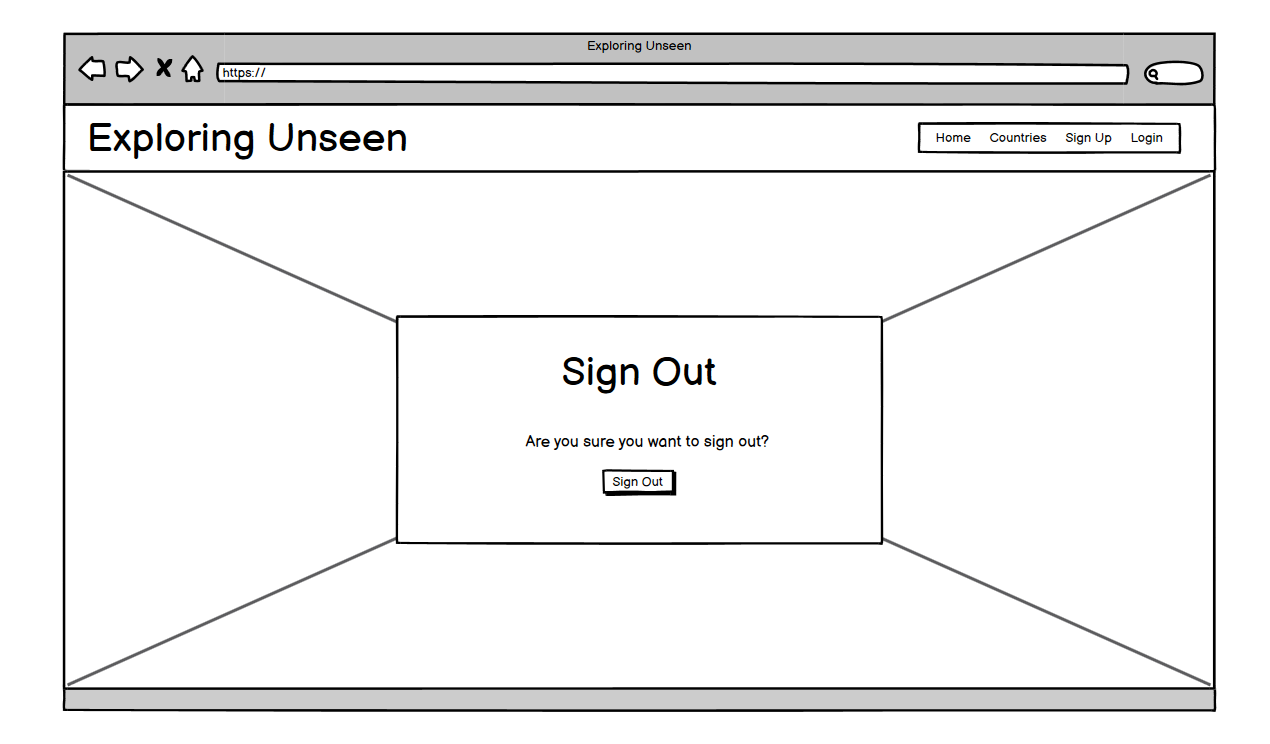 Exploring Unseen
https://
Exploring Unseen
Home Countries Sign Up Login
Sign Out
Are you sure you want to sign out?
Sign Out